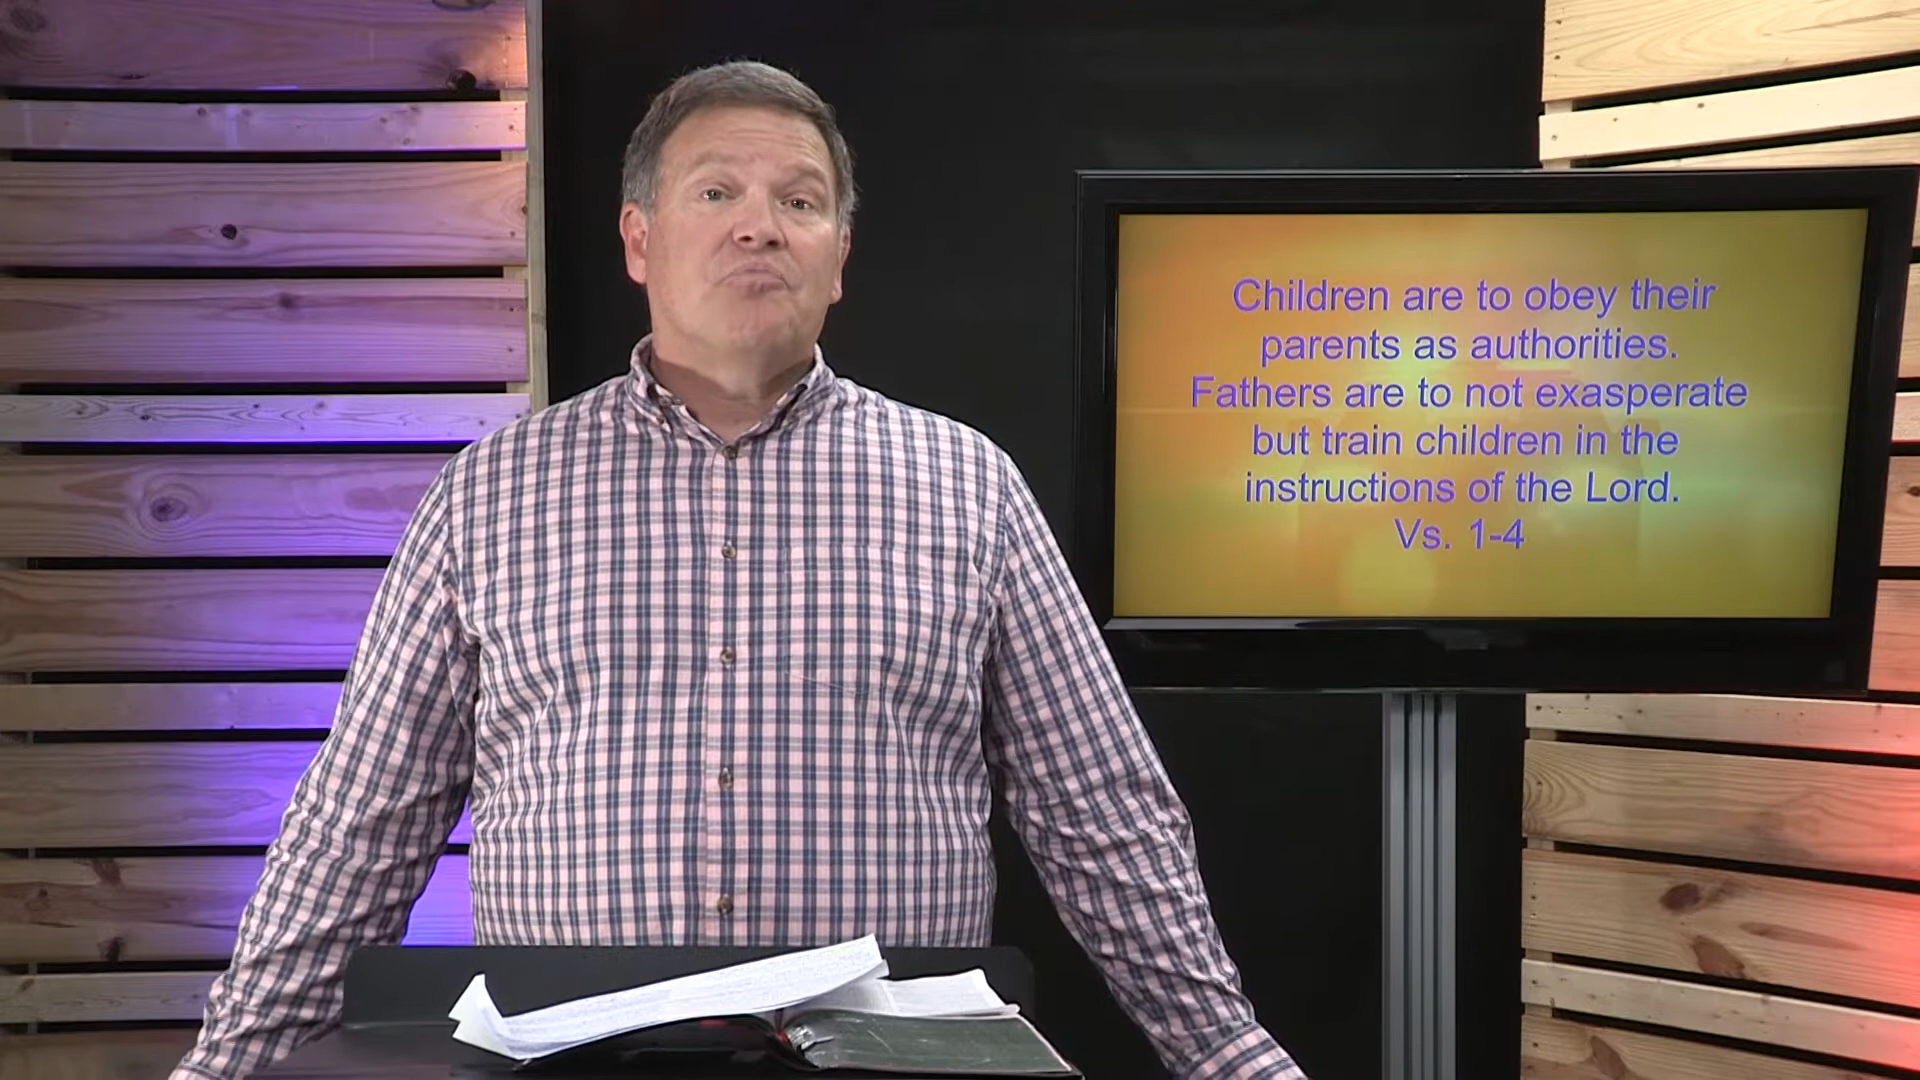 Children are to obey their
parents as authorities.
Fathers are to not exasperate
but train children in the
instructions of the Lord.
Vs. 1-4